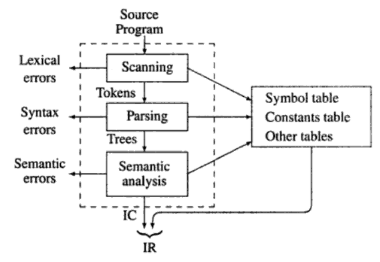 Source
Program
Lexical
errors
Scanning
Tokens
Syntax
errors
Parsing
Trees
Semantic
errors
Semantic
analysis
Symbol table
Constants table
Other tables
IC
IR